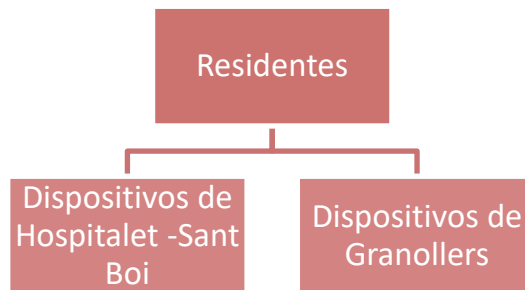 Residentes
Dispositivos de
Hospitalet -Sant
Boi
Dispositivos de
Granollers